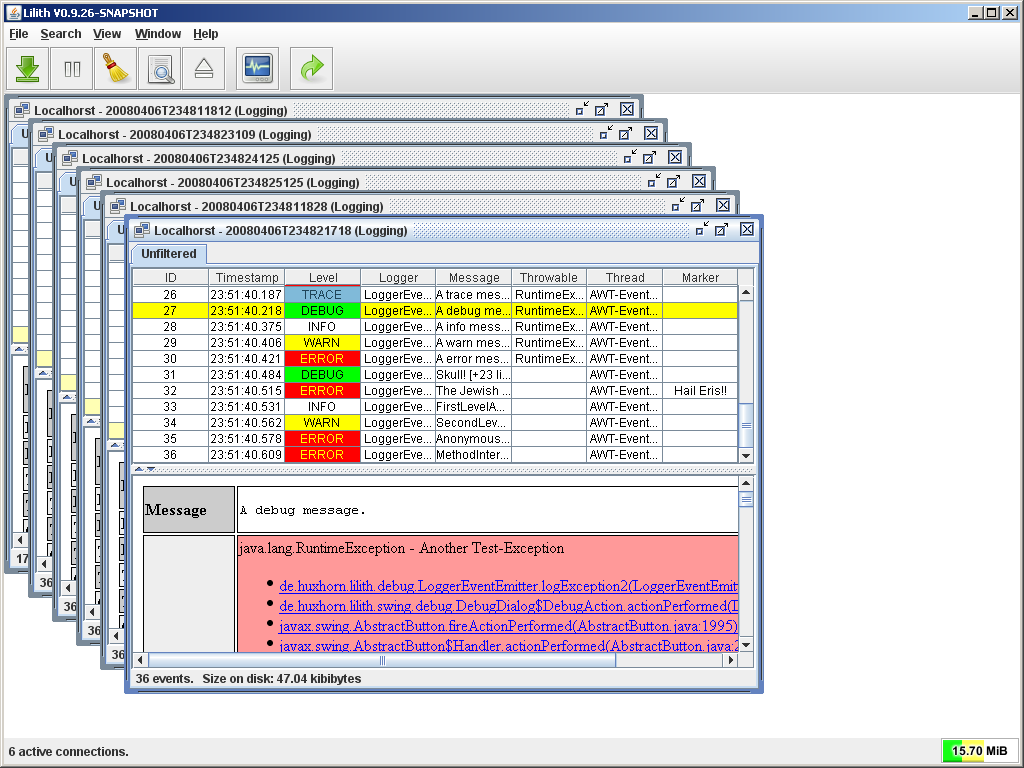 Lilith V0.9.26-SNAPSHOT
File Search View Window Help
Localhorst - 20080406T234811812 (Logging)
Localhorst - 20080406T234823109 (Logging)
Localhorst - 20080406T234824125 (Logging)
Localhorst - 20080406T234825125 (Logging)
Localhorst - 20080406T234811828 (Logging)
Localhorst - 20080406T234821718 (Logging)
Unfiltered
ID Timestamp Level Logger Message Throwable Thread Marker
26 23:51:40.187 TRACE LoggerEve... A trace mes... RuntimeEx... AWT-Event...
27 23:51:40.218 DEBUG LoggerEve... A debug me... RuntimeEx... AWT-Event...
28 23:51:40.375 INFO LoggerEve... A info mess... RuntimeEx... AWT-Event...
29 23:51:40.406 WARN LoggerEve... A warn mes... RuntimeEx... AWT-Event...
30 23:51:40.421 ERROR LoggerEve... A error mes... RuntimeEx... AWT-Event...
31 23:51:40.484 DEBUG LoggerEve... Skull! [+23 li... AWT-Event...
32 23:51:40.515 ERROR LoggerEve... The Jewish ... AWT-Event... Hail Eris!!
33 23:51:40.531 INFO LoggerEve... FirstLevelA... AWT-Event...
34 23:51:40.562 WARN LoggerEve... SecondLev... AWT-Event...
35 23:51:40.578 ERROR LoggerEve... Anonymous... AWT-Event...
36 23:51:40.609 ERROR LoggerEve... MethodInter... AWT-Event...
Message A debug message.
java.lang.RuntimeException - Another Test-Exception
de.huxhorn.lilith.debug.LoggerEventEmitter.logException2(LoggerEventEmit
de.huxhorn.lilith.swing.debug.DebugDialog$DebugAction.actionPerformed(
javax.swing.AbstractButton.fireActionPerformed(AbstractButton.java:1995)
javax.swing.AbstractButton$Handler.actionPerformed(AbstractButton.java:2
17
36
36
36
36
36 events. Size on disk: 47.04 kibibytes
6 active connections.
15.70 MiB